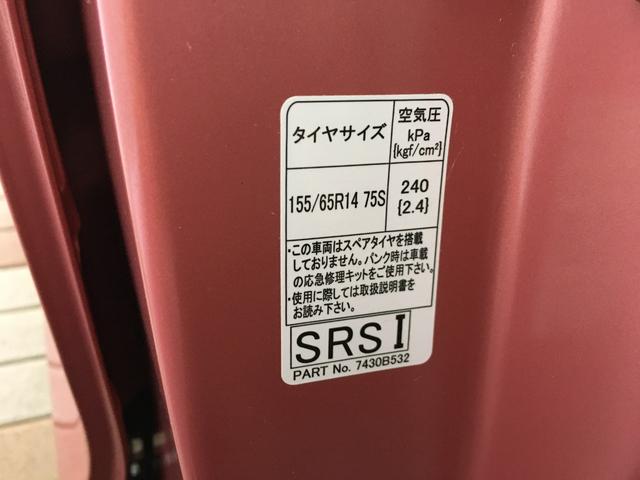 タイヤサイズ
空気圧
kPa
{kgf/cm²}
155/65R14 75S
240
{2.4}
・この車両はスペアタイヤを搭載
しておりません。パンク時は車載
の応急修理キットをご使用下さい。
・使用に際しては取扱説明書を
お読み下さい。
SRS I
PART No. 7430B532